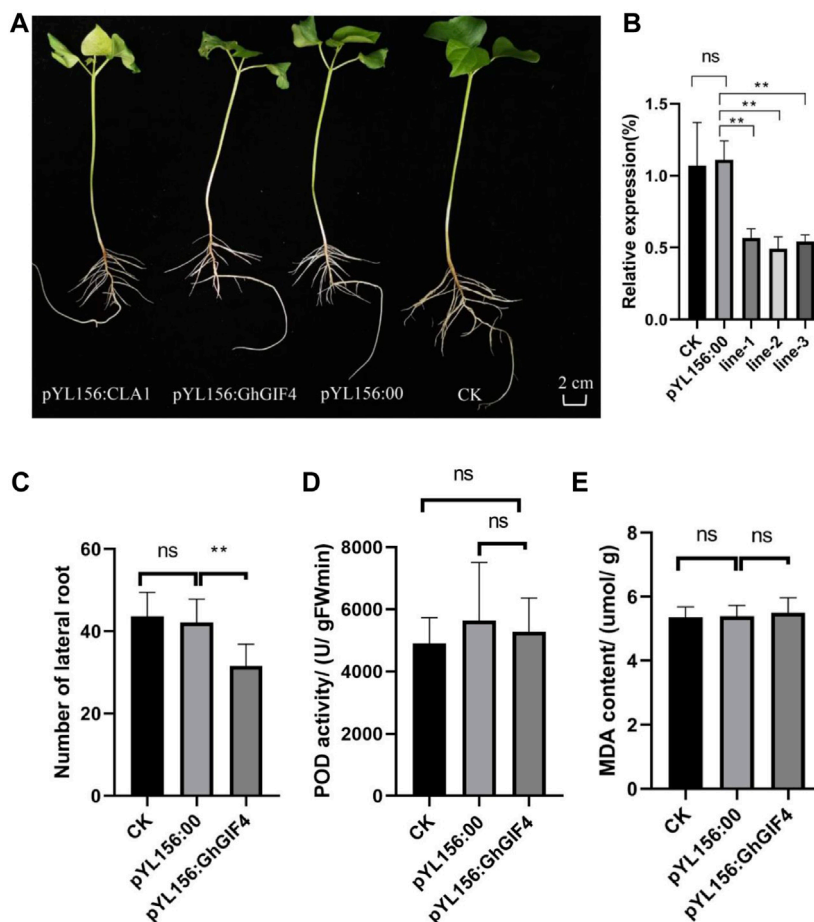 A
pYL156:CLA1 pYL156:GhGIF4 pYL156:00 CK 2 cm
B
ns
**
**
**
Relative expression(%)
1.5
1.0
0.5
0.0
CK
pYL156:00
line-1
line-2
line-3
C
ns **
Number of lateral root
60
40
20
0
CK
pYL156:00
pYL156:GhGIF4
D
ns
ns
POD activity/ (U/ gFWmin)
8000
6000
4000
2000
0
CK
pYL156:00
pYL156:GhGIF4
E
ns ns
MDA content/ (umol/ g)
8
6
4
2
0
CK
pYL156:00
pYL156:GhGIF4